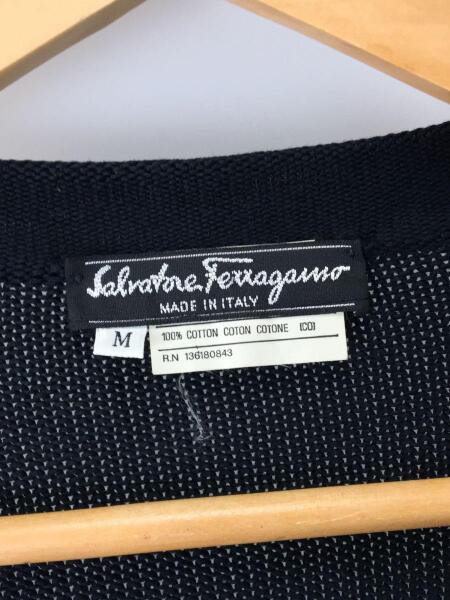 Salvatore Ferragamo
MADE IN ITALY
M
100% COTTON COTON COTONE (CO)
R.N 136180843